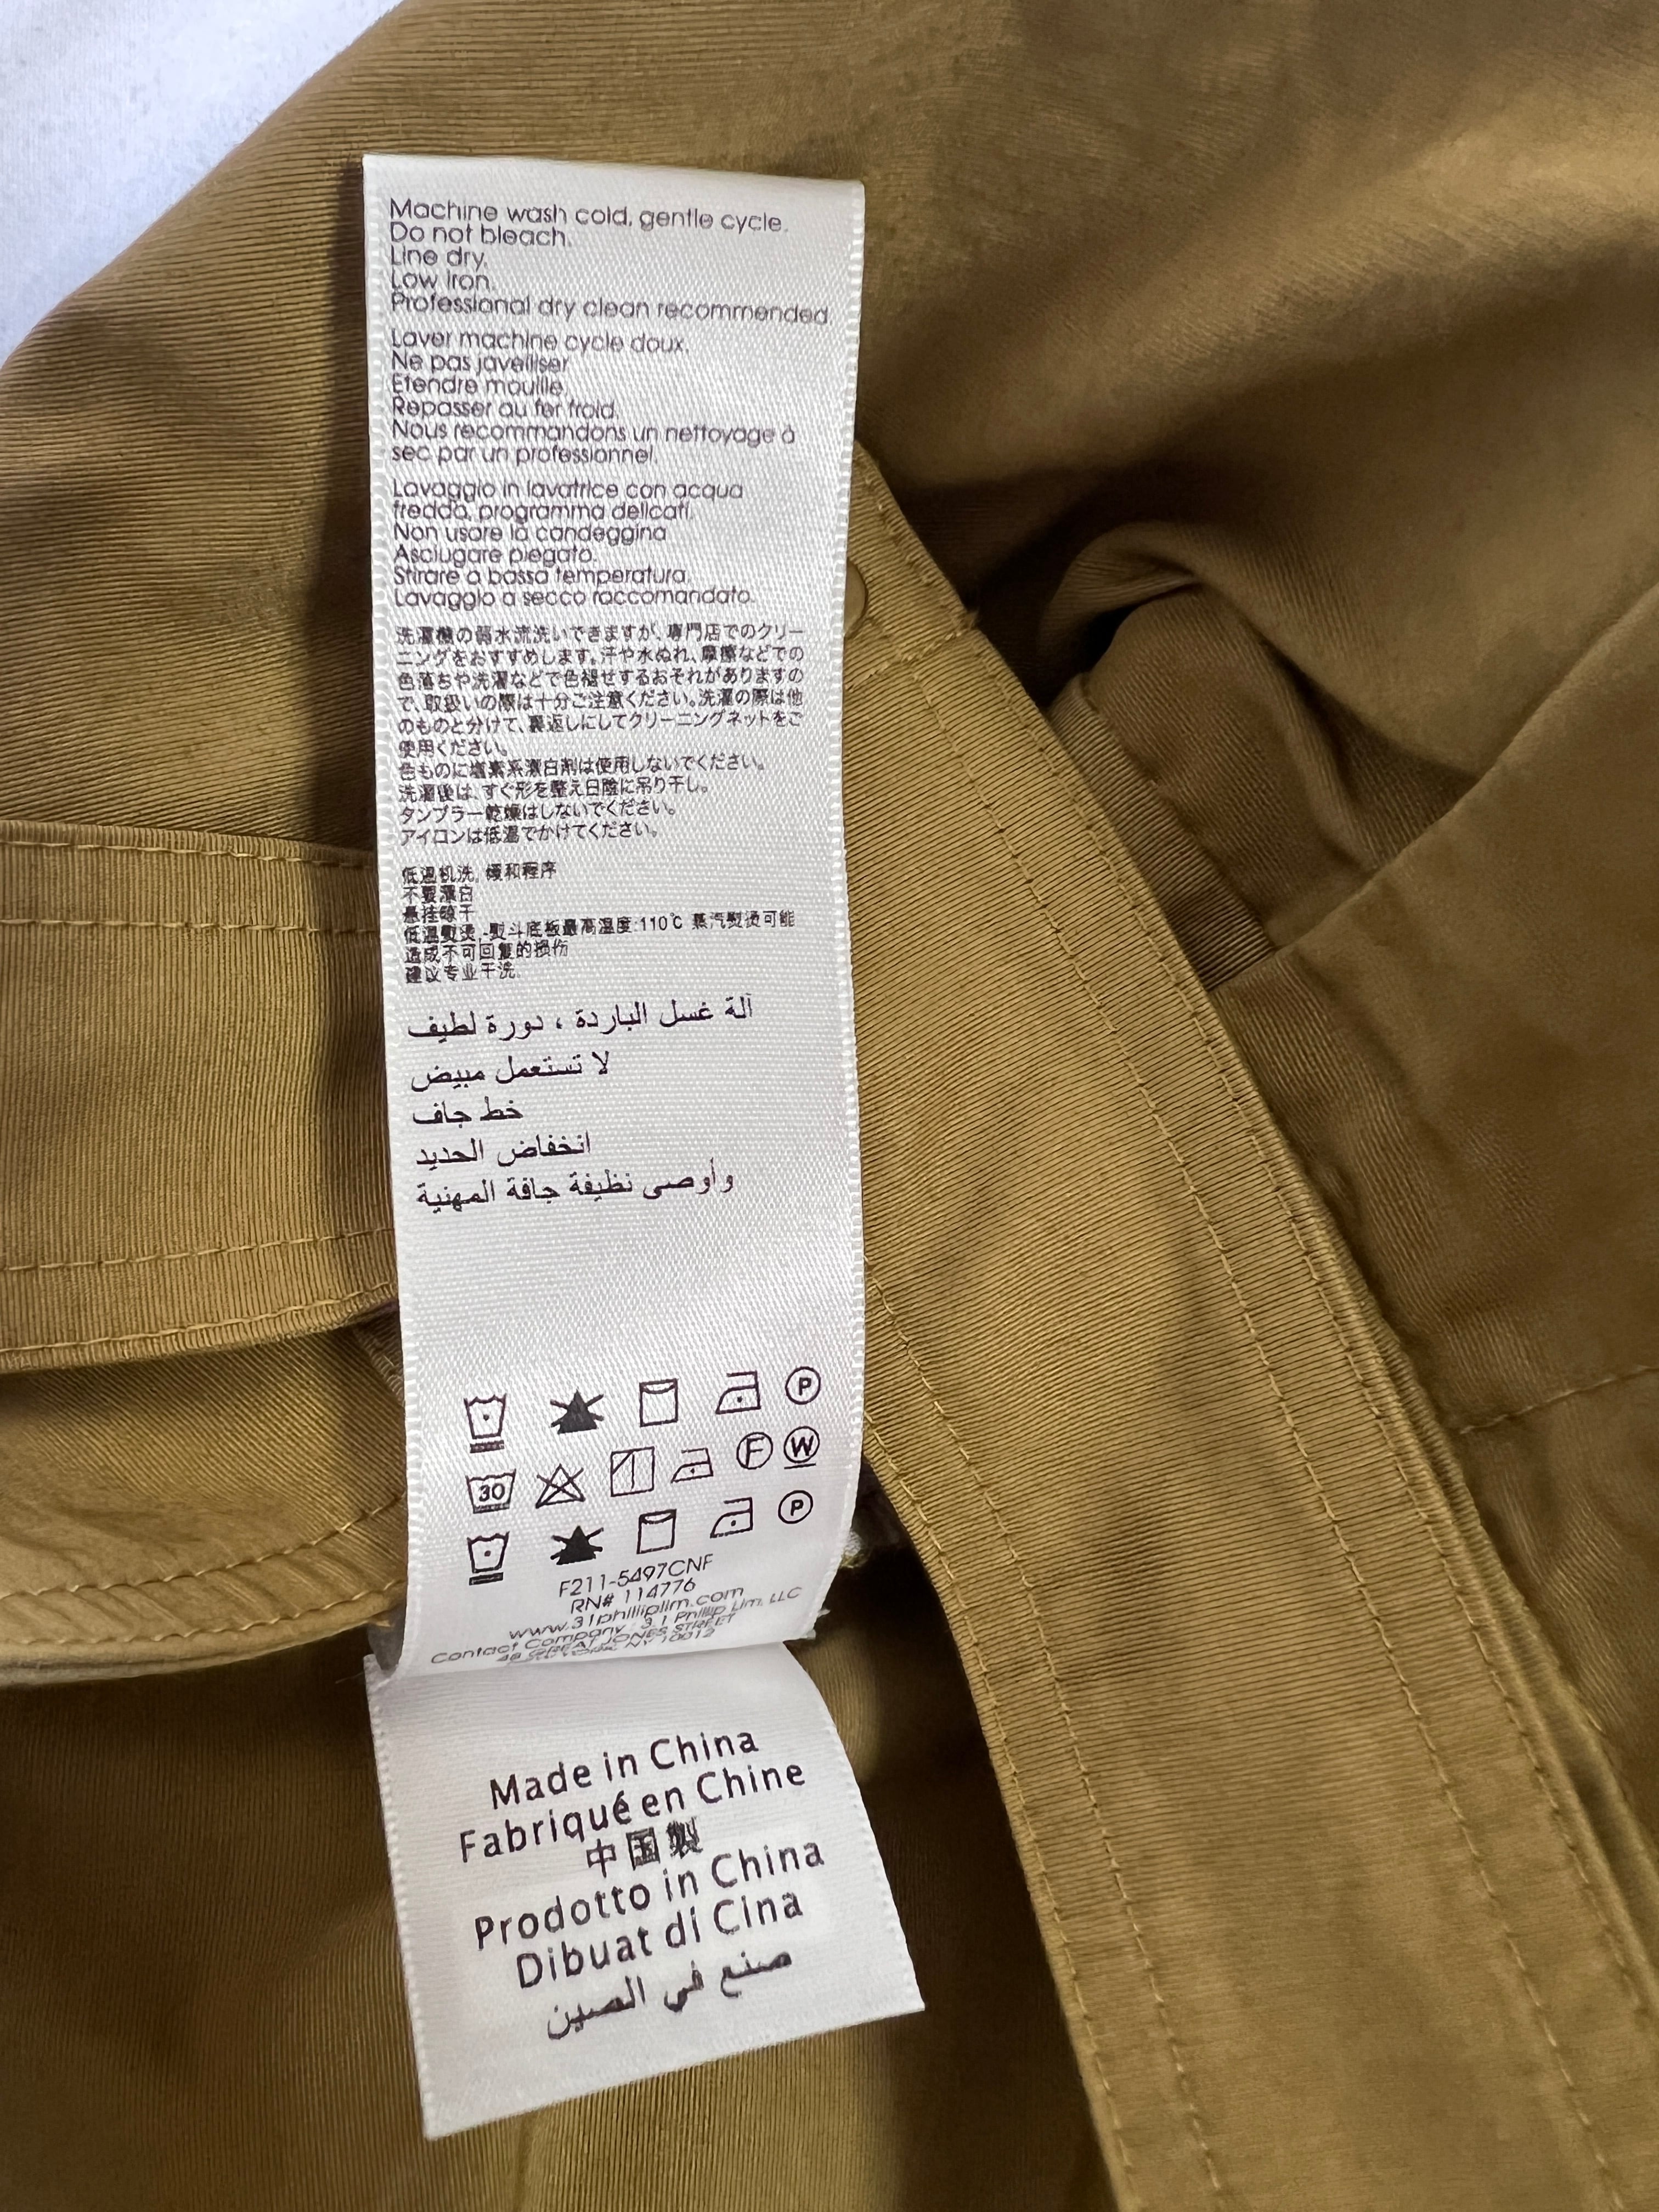 Machine wash cold, gentle cycle.
Do not bleach.
Line dry.
Low iron.
Professional dry clean recommended.
Laver machine cycle doux.
Ne pas javelliser
Etendre mouille.
Repasser au fer froid.
Nous recommandons un nettoyage à
sec par un professionnel.
Lavaggio in lavatrice con acqua
fredda, programma delicati.
Non usare la candeggina
Asciugare piegato.
Stirare a bassa temperatura.
Lavaggio a secco raccomandato.
洗濯機の弱水流洗いできますが、専門店でのクリー
ニングをおすすめします。汗や水ぬれ、摩擦などでの
色落ちや洗濯などで色褪せするおそれがありますの
で、取扱いの際は十分ご注意ください。洗濯の際は他
のものと分けて、裏返しにしてクリーニングネットをご
使用ください。
色ものに塩素系漂白剤は使用しないでください。
洗濯後は、すぐ形を整え日陰に吊り干し。
タンブラー乾燥はしないでください。
アイロンは低温でかけてください。
低温机洗, 缓和程序
不要漂白
悬挂晾干
低温熨烫 -熨斗底板最高温度:110℃ 蒸汽熨烫可能
造成不可回复的损伤
建议专业干洗.
آلة غسل الباردة ، دورة لطيف
لا تستعمل مبيض
خط جاف
انخفاض الحديد
وأوصى نظيفة جافة المهنية
P
30 F W
P
F211-5497CNF
RN# 114776
www.31philliplim.com
Contact Company : 3.1 Phillip Lim, LLC
48 GREAT JONES STREET
NY 10012
Made in China
Fabriqué en Chine
中国製
Prodotto in China
Dibuat di Cina
صنع في الصين